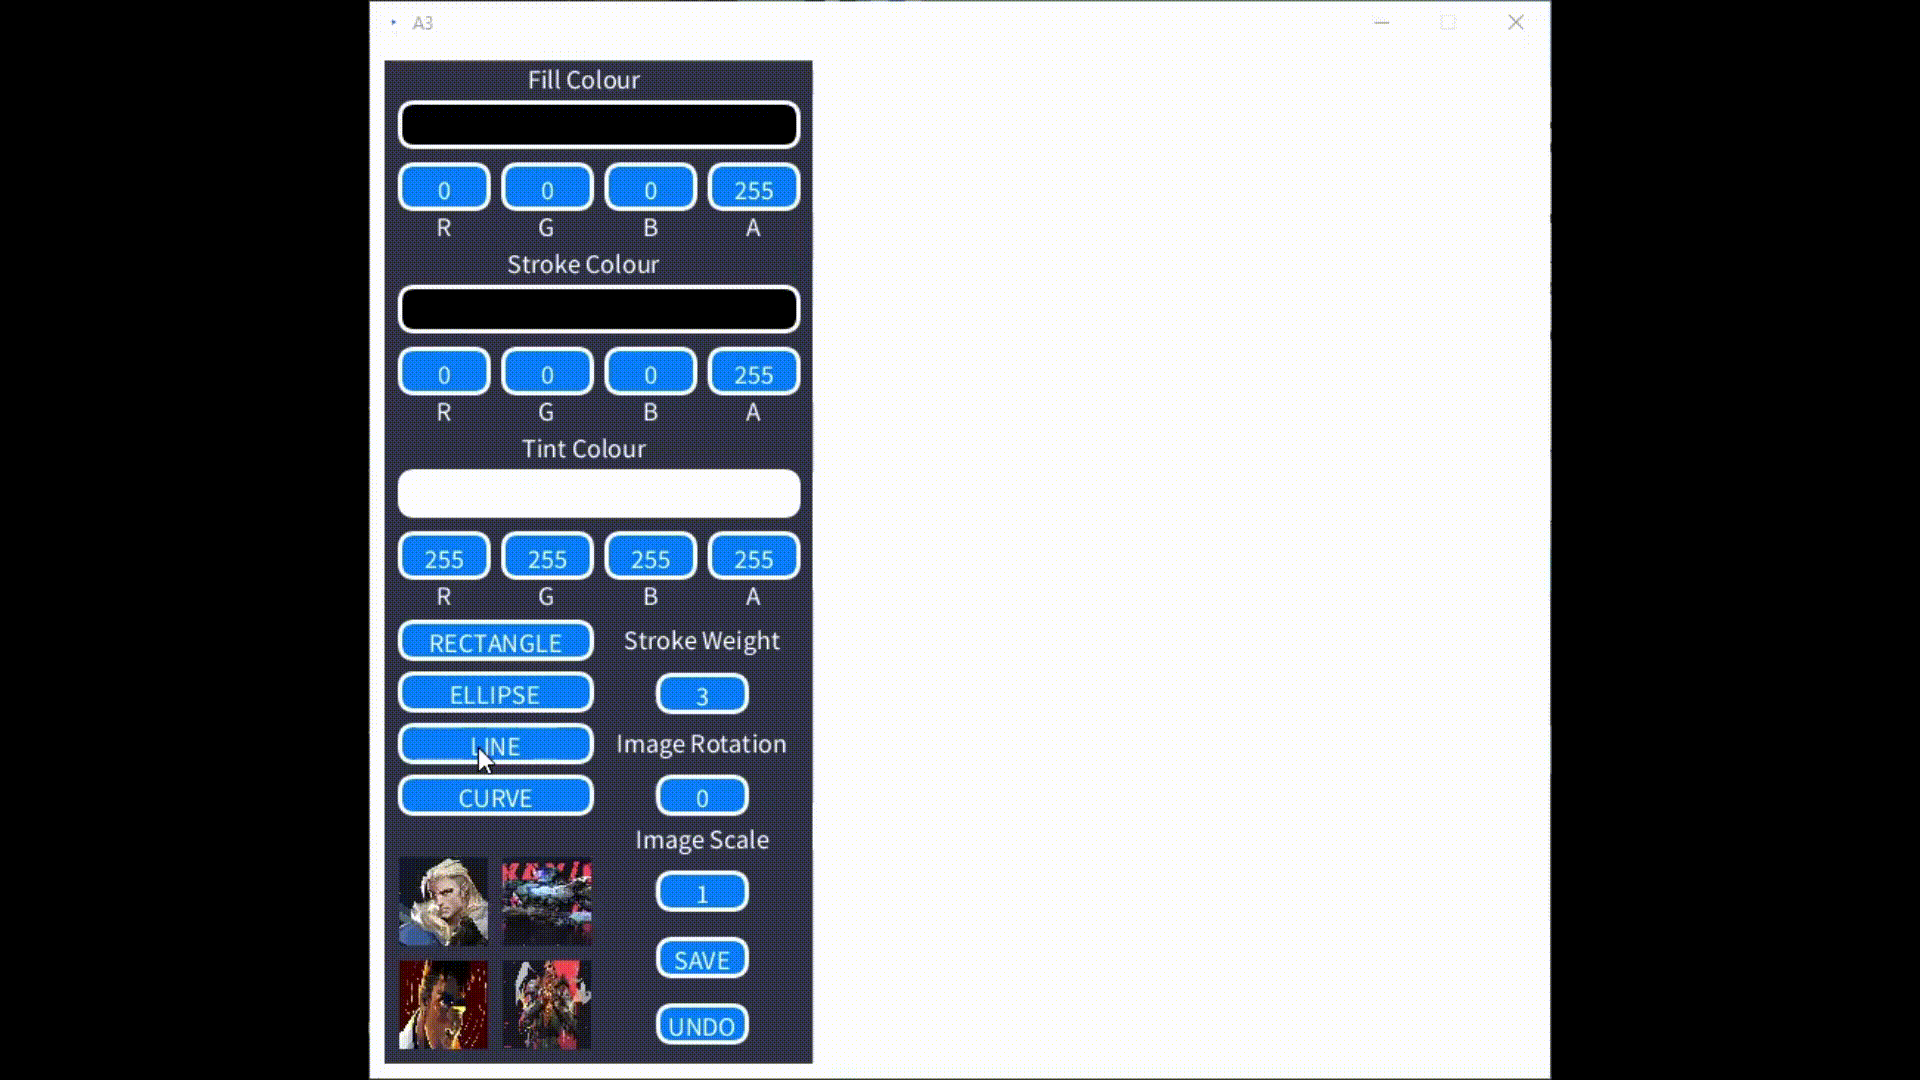 A3
Fill Colour
0 0 0 255
R G B A
Stroke Colour
0 0 0 255
R G B A
Tint Colour
255 255 255 255
R G B A
RECTANGLE Stroke Weight
ELLIPSE 3
LINE Image Rotation
CURVE 0
Image Scale
1
SAVE
UNDO